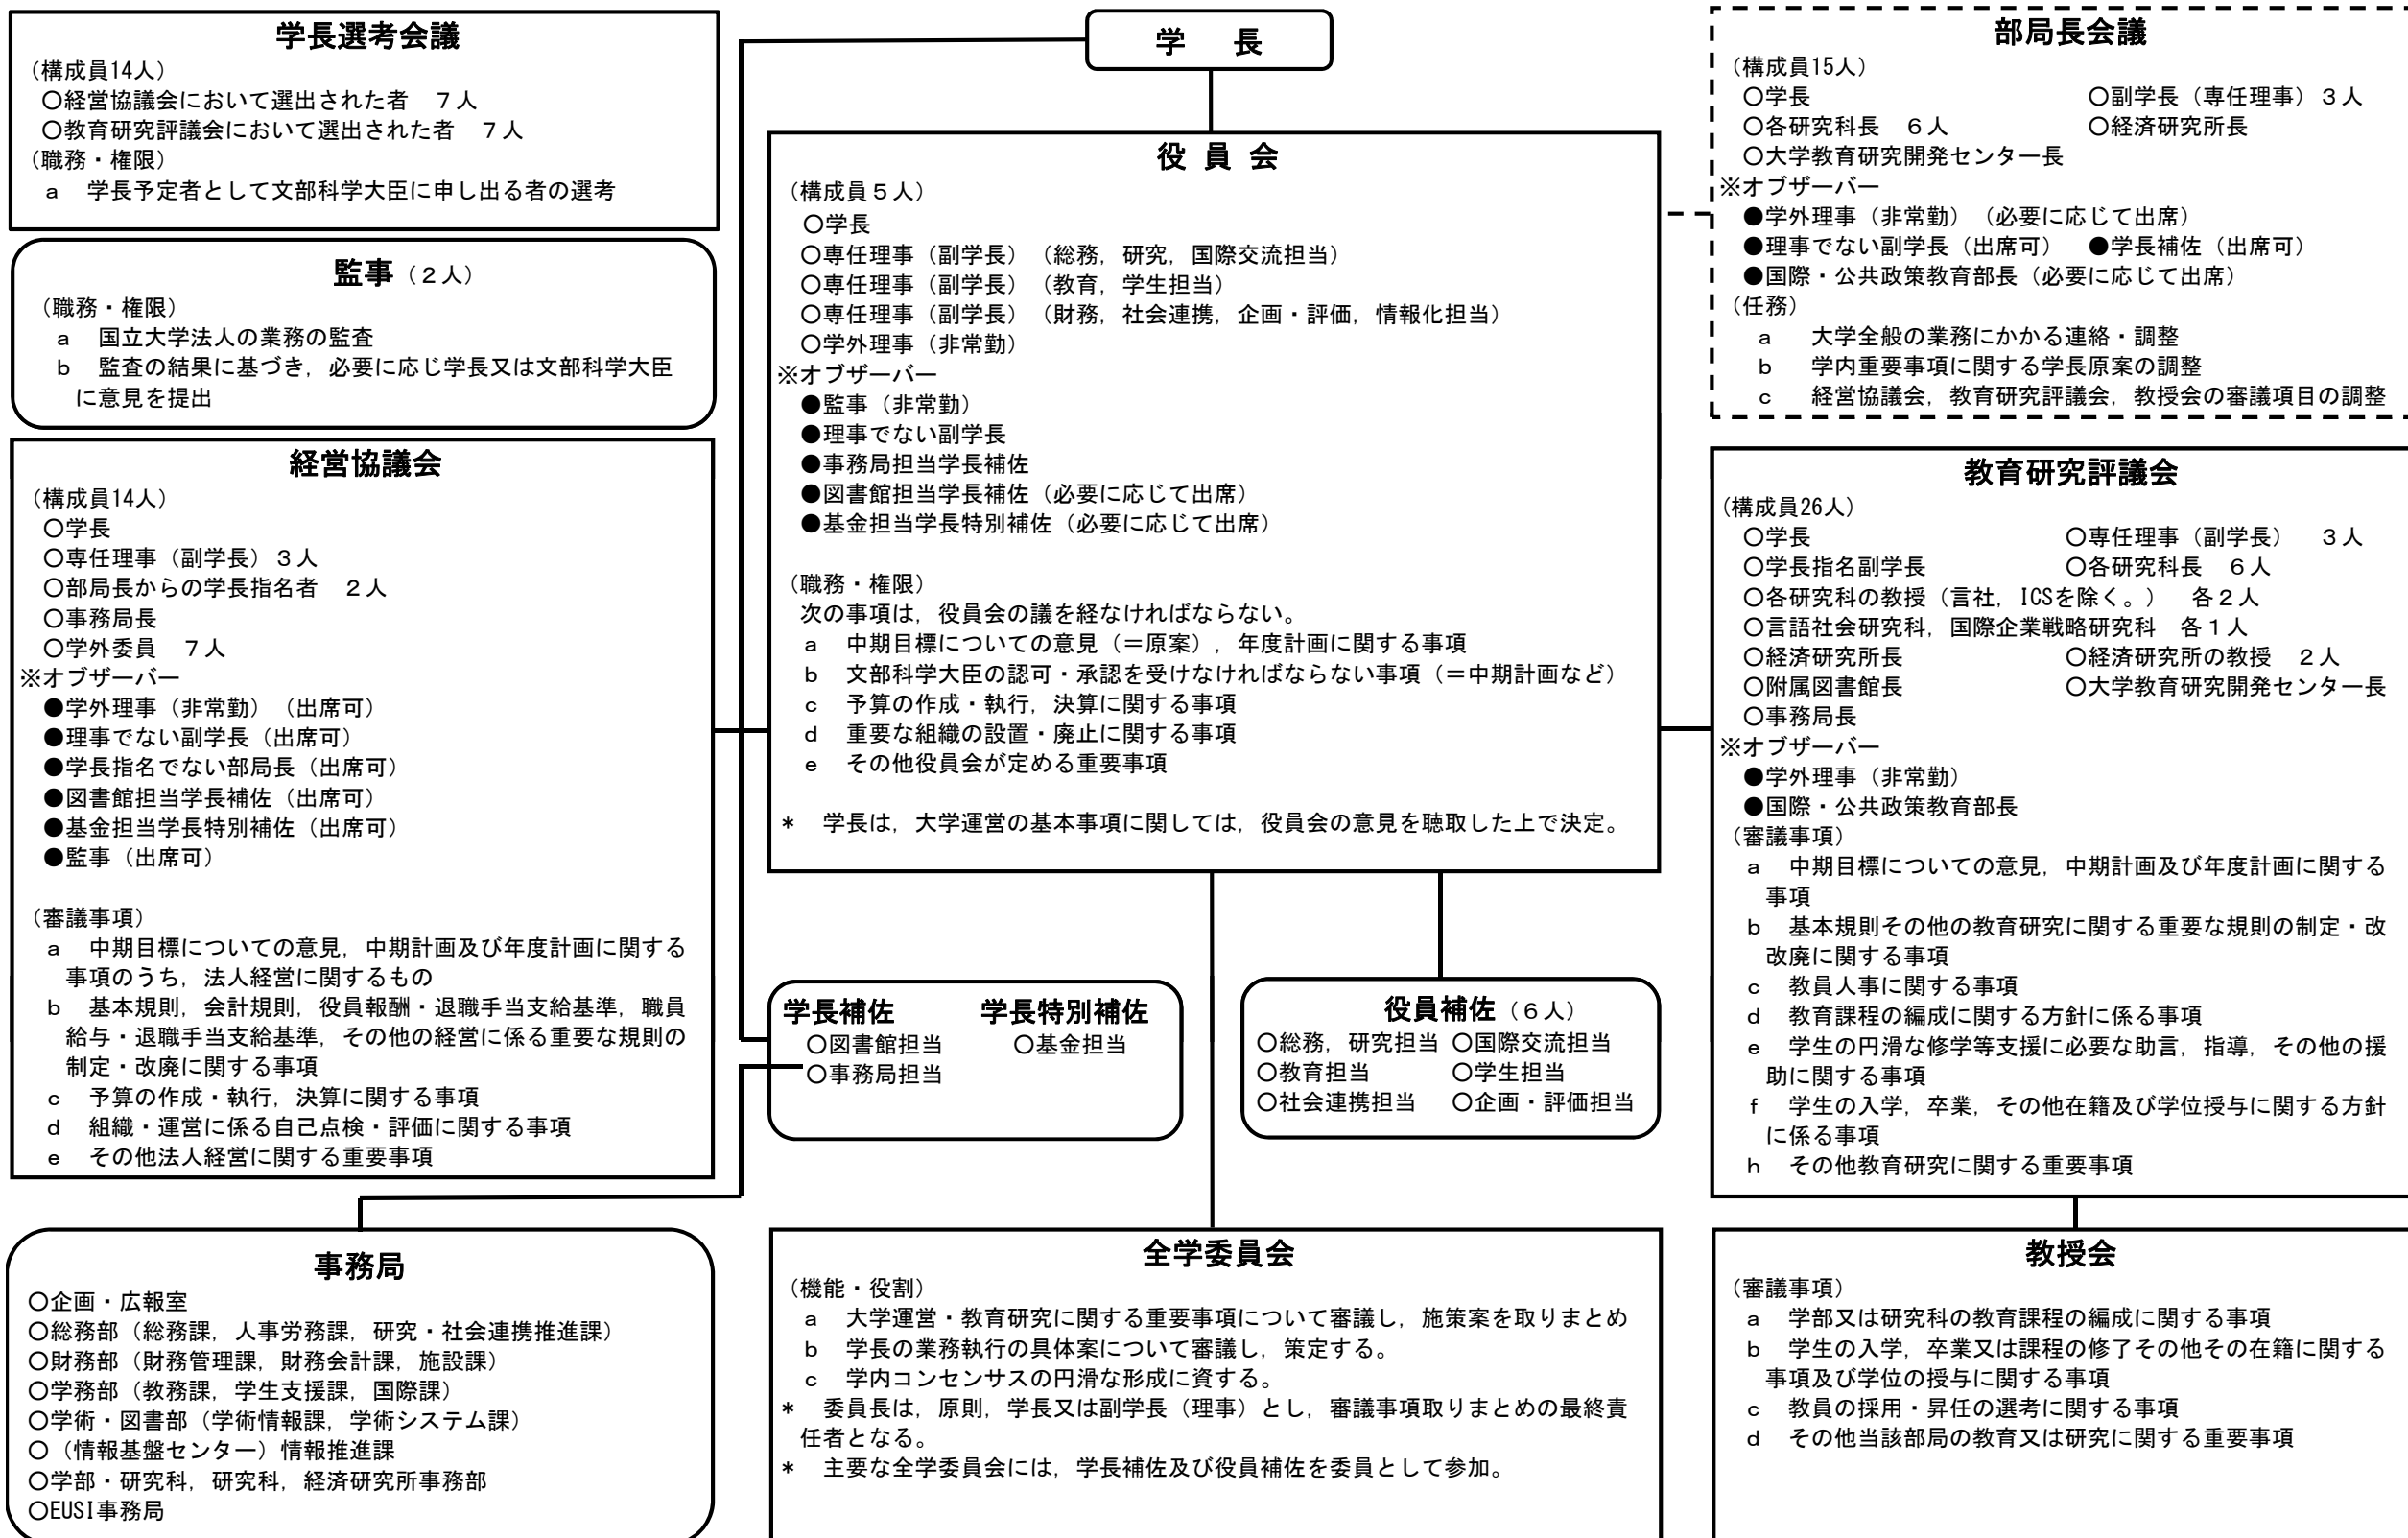 学長選考会議
（構成員14人）
○経営協議会において選出された者　７人
○教育研究評議会において選出された者　７人
（職務・権限）
ａ　学長予定者として文部科学大臣に申し出る者の選考
監事（２人）
（職務・権限）
ａ　国立大学法人の業務の監査
ｂ　監査の結果に基づき，必要に応じ学長又は文部科学大臣
に意見を提出
経営協議会
（構成員14人）
○学長
○専任理事（副学長）３人
○部局長からの学長指名者　２人
○事務局長
○学外委員　７人
※オブザーバー
●学外理事（非常勤）（出席可）
●理事でない副学長（出席可）
●学長指名でない部局長（出席可）
●図書館担当学長補佐（出席可）
●基金担当学長特別補佐（出席可）
●監事（出席可）
（審議事項）
ａ　中期目標についての意見，中期計画及び年度計画に関する
事項のうち，法人経営に関するもの
ｂ　基本規則，会計規則，役員報酬・退職手当支給基準，職員
給与・退職手当支給基準，その他の経営に係る重要な規則の
制定・改廃に関する事項
ｃ　予算の作成・執行，決算に関する事項
ｄ　組織・運営に係る自己点検・評価に関する事項
ｅ　その他法人経営に関する重要事項
事務局
○企画・広報室
○総務部（総務課，人事労務課，研究・社会連携推進課）
○財務部（財務管理課，財務会計課，施設課）
○学務部（教務課，学生支援課，国際課）
○学術・図書部（学術情報課，学術システム課）
○（情報基盤センター）情報推進課
○学部・研究科，研究科，経済研究所事務部
○EUSI事務局
学　長
役 員 会
（構成員５人）
○学長
○専任理事（副学長）（総務，研究，国際交流担当）
○専任理事（副学長）（教育，学生担当）
○専任理事（副学長）（財務，社会連携，企画・評価，情報化担当）
○学外理事（非常勤）
※オブザーバー
●監事（非常勤）
●理事でない副学長
●事務局担当学長補佐
●図書館担当学長補佐（必要に応じて出席）
●基金担当学長特別補佐（必要に応じて出席）
（職務・権限）
次の事項は，役員会の議を経なければならない。
ａ　中期目標についての意見（＝原案），年度計画に関する事項
ｂ　文部科学大臣の認可・承認を受けなければならない事項（＝中期計画など）
ｃ　予算の作成・執行，決算に関する事項
ｄ　重要な組織の設置・廃止に関する事項
ｅ　その他役員会が定める重要事項
*　学長は，大学運営の基本事項に関しては，役員会の意見を聴取した上で決定。
学長補佐　学長特別補佐
○図書館担当　○基金担当
○事務局担当
役員補佐（６人）
○総務，研究担当　○国際交流担当
○教育担当　○学生担当
○社会連携担当　○企画・評価担当
全学委員会
（機能・役割）
ａ　大学運営・教育研究に関する重要事項について審議し，施策案を取りまとめ
ｂ　学長の業務執行の具体案について審議し，策定する。
ｃ　学内コンセンサスの円滑な形成に資する。
*　委員長は，原則，学長又は副学長（理事）とし，審議事項取りまとめの最終責
任者となる。
*　主要な全学委員会には，学長補佐及び役員補佐を委員として参加。
部局長会議
（構成員15人）
○学長　○副学長（専任理事）３人
○各研究科長　６人　○経済研究所長
○大学教育研究開発センター長
※オブザーバー
●学外理事（非常勤）（必要に応じて出席）
●理事でない副学長（出席可）　●学長補佐（出席可）
●国際・公共政策教育部長（必要に応じて出席）
（任務）
ａ　大学全般の業務にかかる連絡・調整
ｂ　学内重要事項に関する学長原案の調整
ｃ　経営協議会，教育研究評議会，教授会の審議項目の調整
教育研究評議会
（構成員26人）
○学長　○専任理事（副学長）　３人
○学長指名副学長　○各研究科長　６人
○各研究科の教授（言社，ICSを除く。）　各２人
○言語社会研究科，国際企業戦略研究科　各１人
○経済研究所長　○経済研究所の教授　２人
○附属図書館長　○大学教育研究開発センター長
○事務局長
※オブザーバー
●学外理事（非常勤）
●国際・公共政策教育部長
（審議事項）
ａ　中期目標についての意見，中期計画及び年度計画に関する
事項
ｂ　基本規則その他の教育研究に関する重要な規則の制定・改
改廃に関する事項
ｃ　教員人事に関する事項
ｄ　教育課程の編成に関する方針に係る事項
ｅ　学生の円滑な修学等支援に必要な助言，指導，その他の援
助に関する事項
ｆ　学生の入学，卒業，その他在籍及び学位授与に関する方針
に係る事項
ｈ　その他教育研究に関する重要事項
教授会
（審議事項）
ａ　学部又は研究科の教育課程の編成に関する事項
ｂ　学生の入学，卒業又は課程の修了その他その在籍に関する
事項及び学位の授与に関する事項
ｃ　教員の採用・昇任の選考に関する事項
ｄ　その他当該部局の教育又は研究に関する重要事項